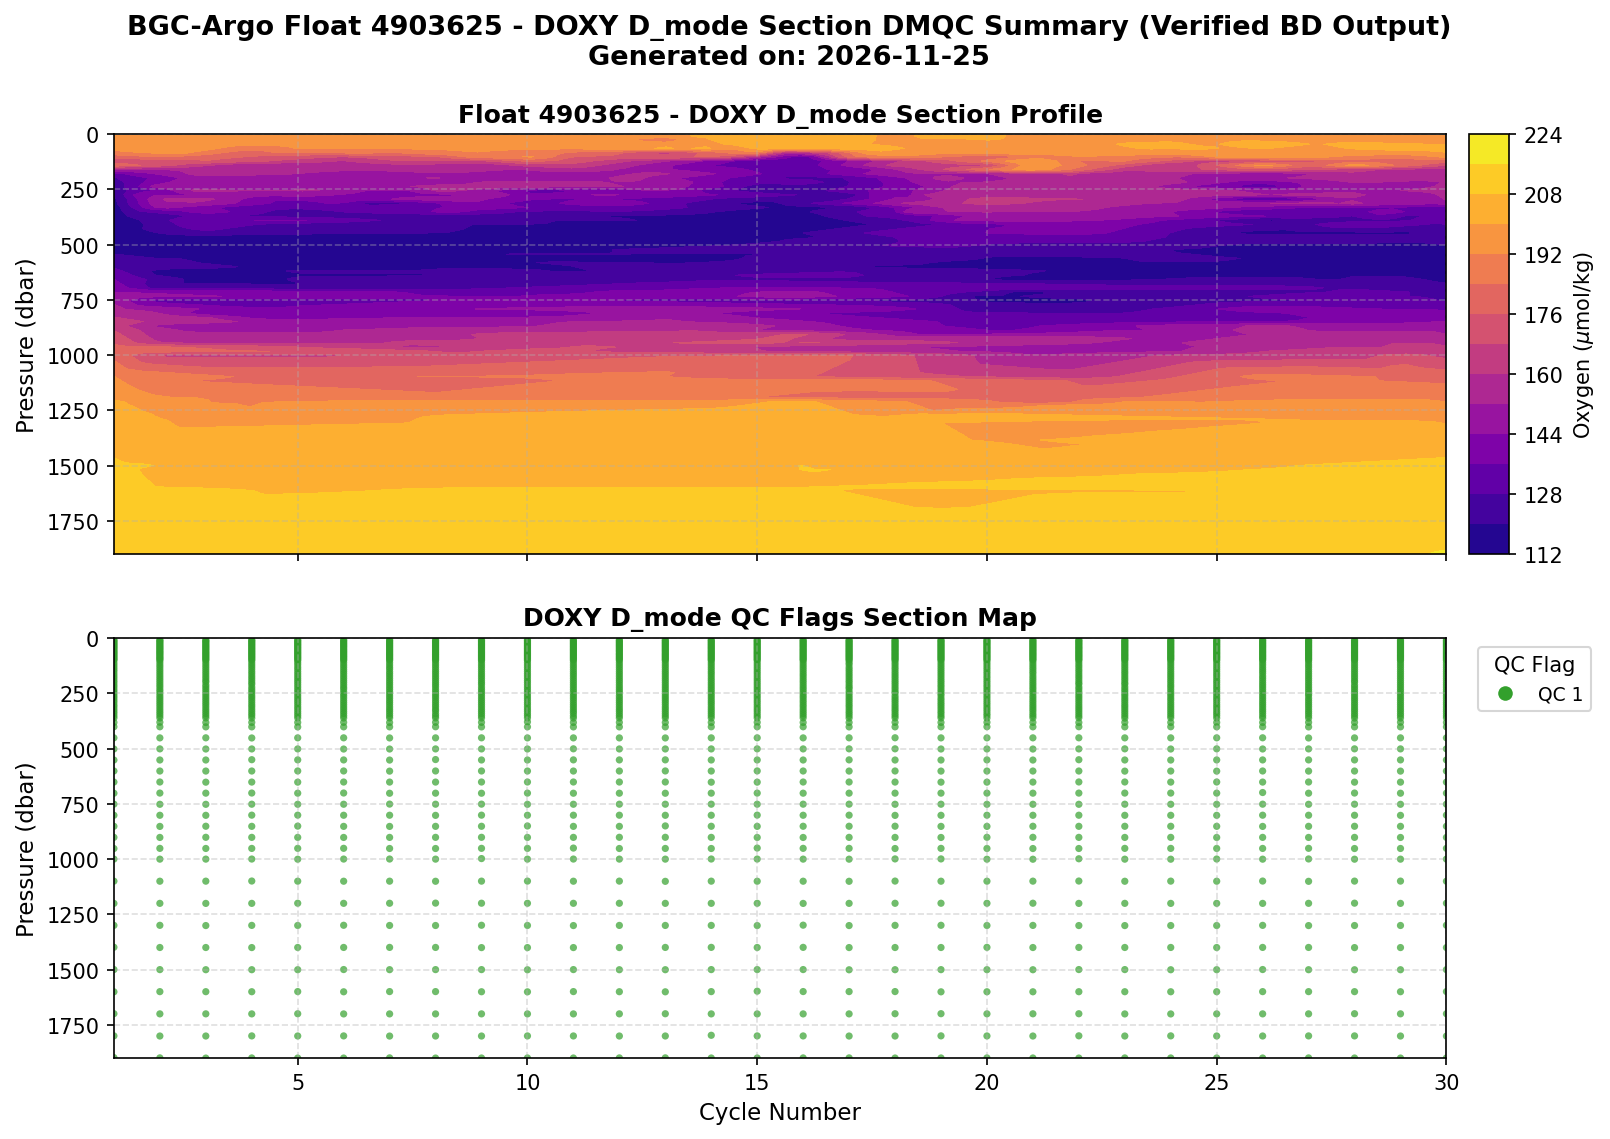 BGC-Argo Float 4903625 - DOXY D_mode Section DMQC Summary (Verified BD Output)
Generated on: 2026-11-25
Float 4903625 - DOXY D_mode Section Profile
0
250
500
750
1000
1250
1500
1750
Pressure (dbar)
224
208
192
176
160
144
128
112
Oxygen (μmol/kg)
DOXY D_mode QC Flags Section Map
0
250
500
750
1000
1250
1500
1750
Pressure (dbar)
QC Flag
QC 1
5 10 15 20 25 30
Cycle Number